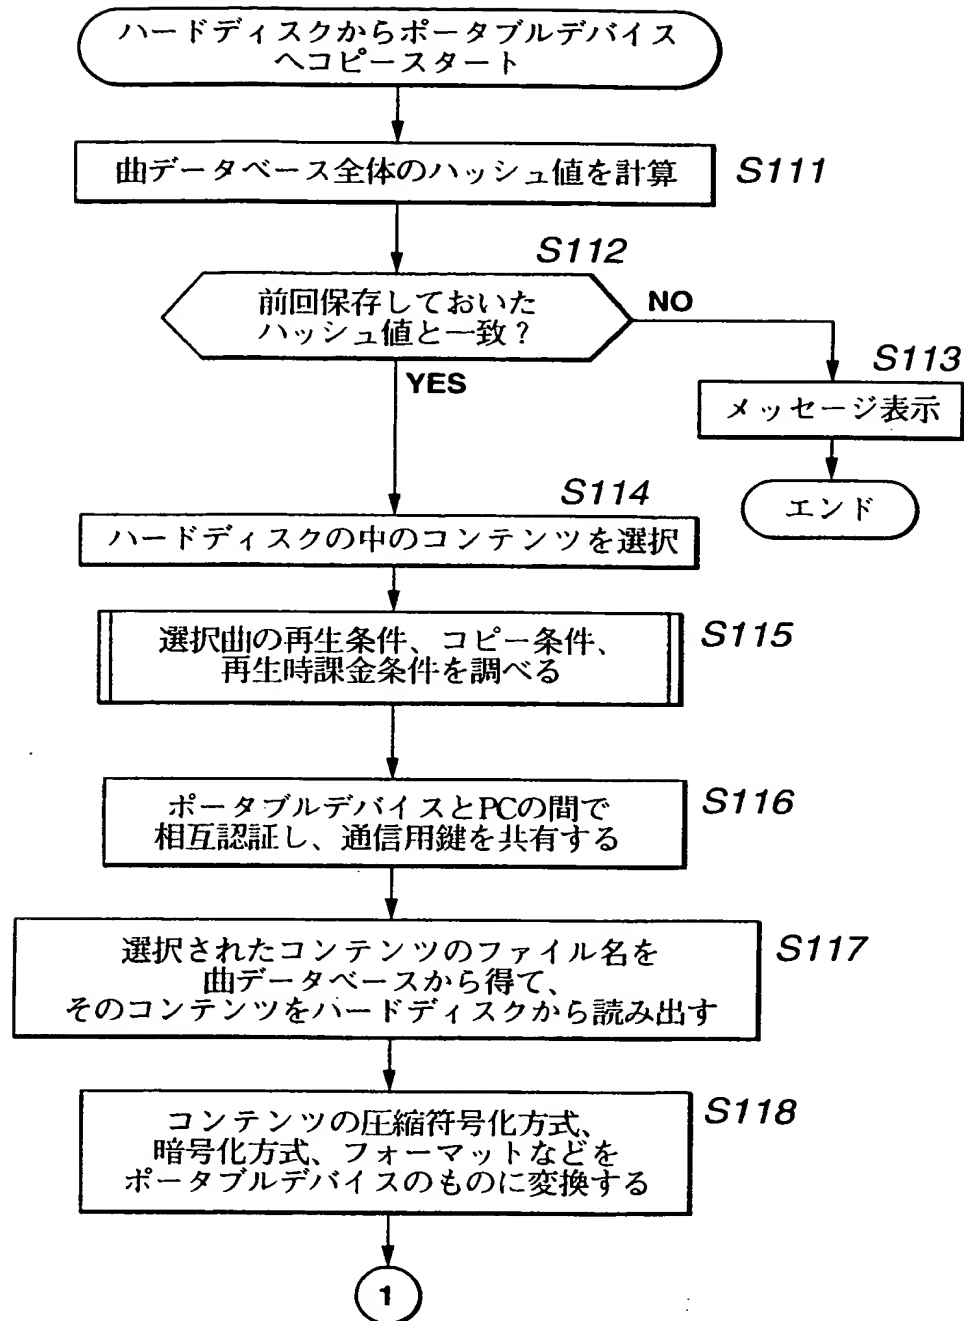 ハードディスクからポータブルデバイス
へコピースタート
曲データベース全体のハッシュ値を計算
S111
S112
前回保存しておいた
ハッシュ値と一致？
NO
YES
S113
メッセージ表示
エンド
S114
ハードディスクの中のコンテンツを選択
選択曲の再生条件、コピー条件、
再生時課金条件を調べる
S115
ポータブルデバイスとPCの間で
相互認証し、通信用鍵を共有する
S116
選択されたコンテンツのファイル名を
曲データベースから得て、
そのコンテンツをハードディスクから読み出す
S117
コンテンツの圧縮符号化方式、
暗号化方式、フォーマットなどを
ポータブルデバイスのものに変換する
S118
1